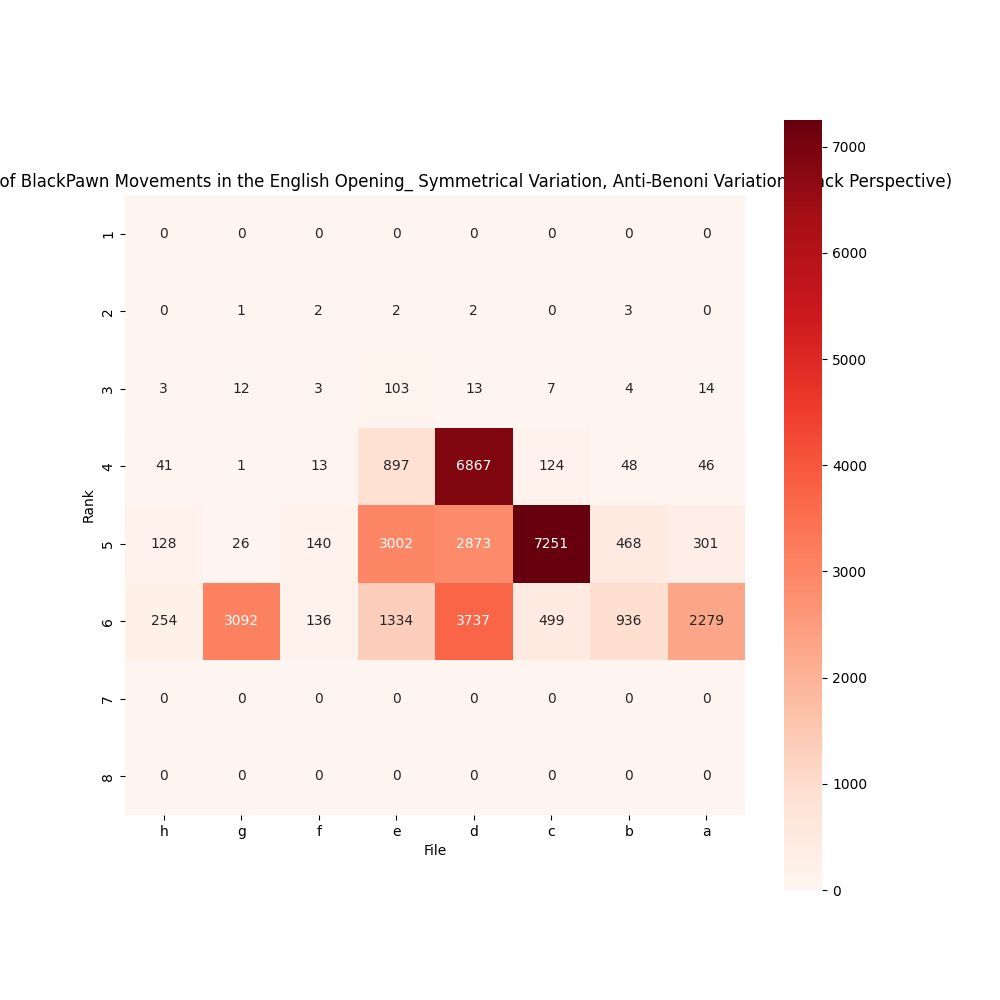 of BlackPawn Movements in the English Opening_ Symmetrical Variation, Anti-Benoni Variation Perspective)
7000
6000
5000
4000
3000
2000
1000
0
Rank
1 0 0 0 0 0 0 0 0
2 0 1 2 2 2 0 3 0
3 3 12 3 103 13 7 4 14
4 41 1 13 897 6867 124 48 46
5 128 26 140 3002 2873 7251 468 301
6 254 3092 136 1334 3737 499 936 2279
7 0 0 0 0 0 0 0 0
8 0 0 0 0 0 0 0 0
h g f e d c b a
File